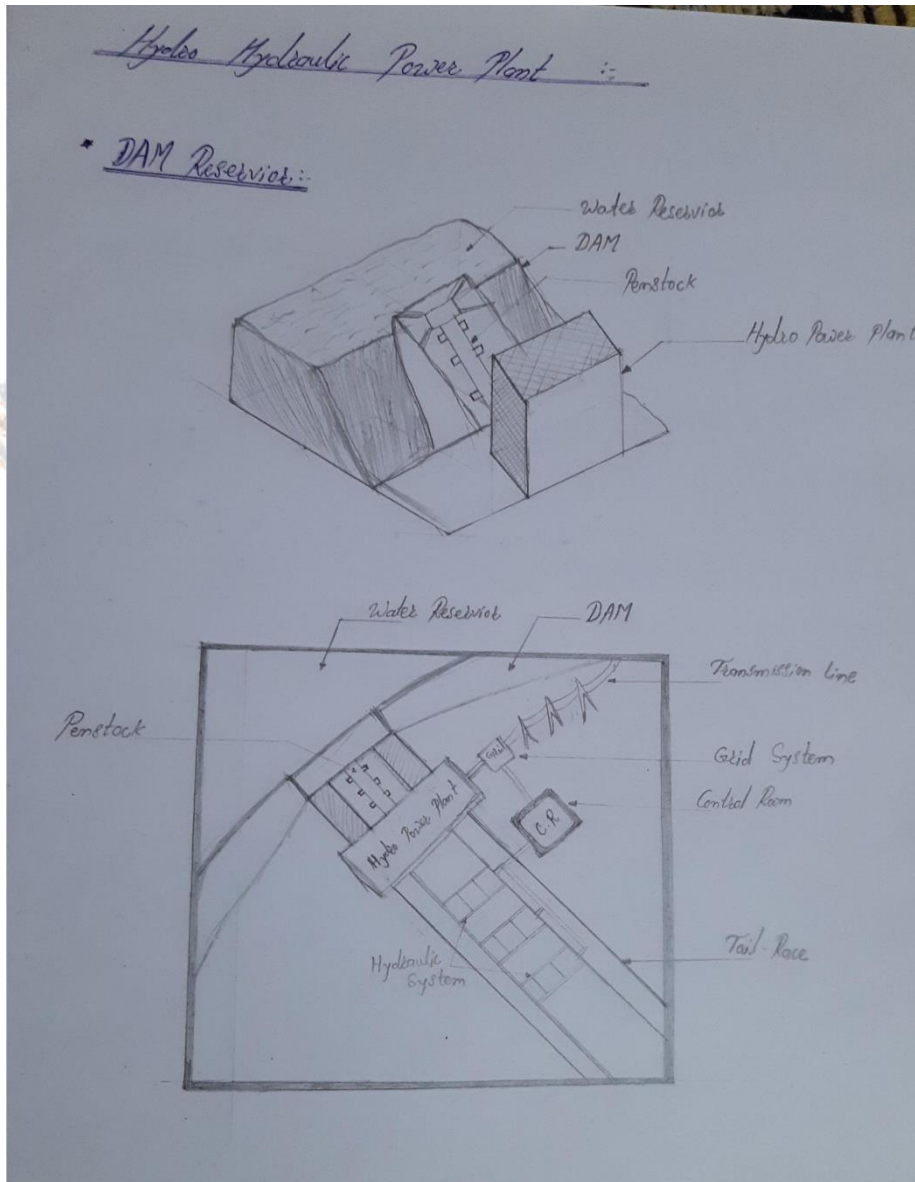 Hydro Hydraulic Power Plant :-
* DAM Reservior:-
Water Reservior
DAM
Penstock
Hydro Power Plant
Water Reservior
DAM
Transmission line
Penstock
Grid System
Grid
Control Room
C.R
Hydro Power Plant
Tail-Race
Hydraulic
System